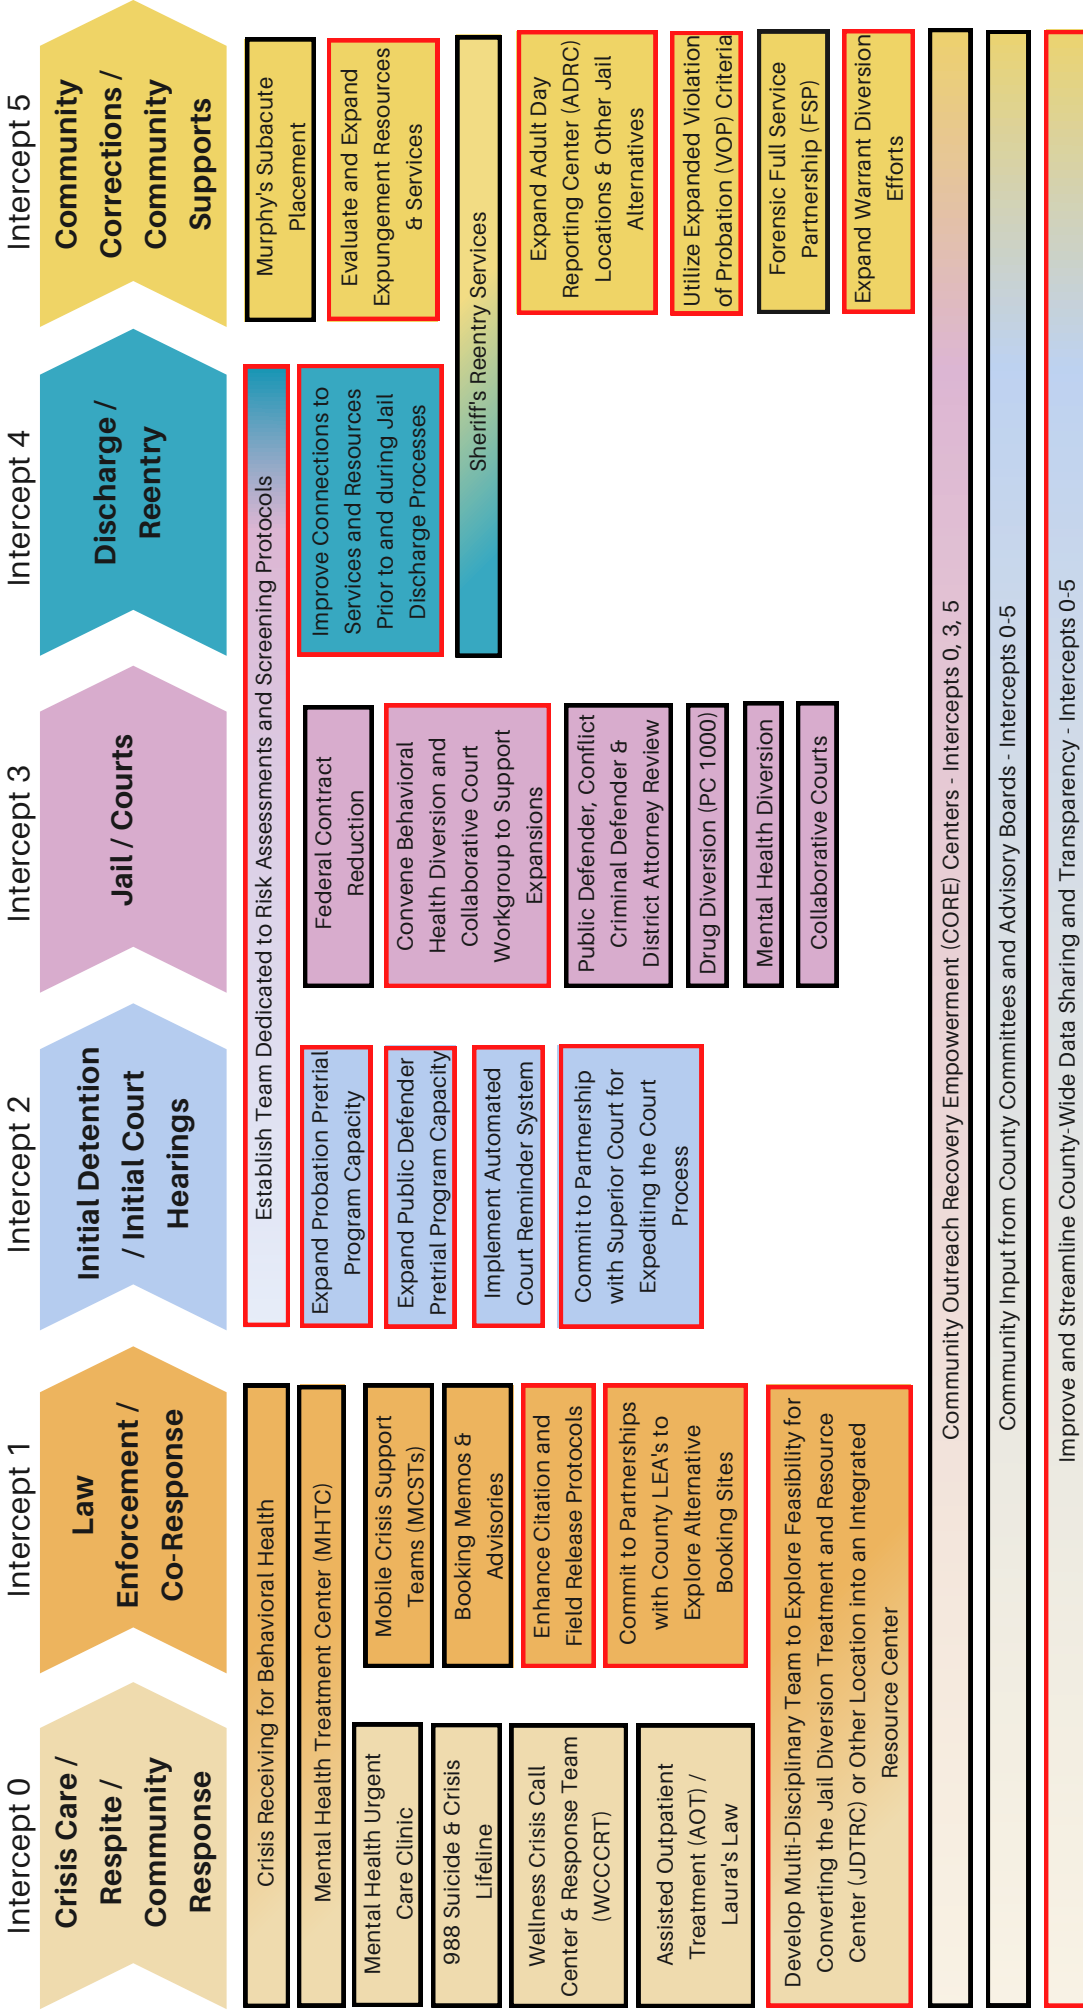 Intercept 0
Crisis Care /
Respite /
Community
Response
Intercept 1
Law
Enforcement /
Co-Response
Intercept 2
Initial Detention
/ Initial Court
Hearings
Intercept 3
Jail / Courts
Intercept 4
Discharge /
Reentry
Intercept 5
Community
Corrections /
Community
Supports
Crisis Receiving for Behavioral Health
Mental Health Treatment Center (MHTC)
Mental Health Urgent
Care Clinic
988 Suicide & Crisis
Lifeline
Wellness Crisis Call
Center & Response Team
(WCCCRT)
Assisted Outpatient
Treatment (AOT) /
Laura's Law
Mobile Crisis Support
Teams (MCSTs)
Booking Memos &
Advisories
Enhance Citation and
Field Release Protocols
Commit to Partnerships
with County LEA's to
Explore Alternative
Booking Sites
Develop Multi-Disciplinary Team to Explore Feasibility for
Converting the Jail Diversion Treatment and Resource
Center (JDTRC) or Other Location into an Integrated
Resource Center
Establish Team Dedicated to Risk Assessments and Screening Protocols
Expand Probation Pretrial
Program Capacity
Expand Public Defender
Pretrial Program Capacity
Implement Automated
Court Reminder System
Commit to Partnership
with Superior Court for
Expediting the Court
Process
Federal Contract
Reduction
Convene Behavioral
Health Diversion and
Collaborative Court
Workgroup to Support
Expansions
Public Defender, Conflict
Criminal Defender &
District Attorney Review
Drug Diversion (PC 1000)
Mental Health Diversion
Collaborative Courts
Improve Connections to
Services and Resources
Prior to and during Jail
Discharge Processes
Sheriff's Reentry Services
Murphy's Subacute
Placement
Evaluate and Expand
Expungement Resources
& Services
Expand Adult Day
Reporting Center (ADRC)
Locations & Other Jail
Alternatives
Utilize Expanded Violation
of Probation (VOP) Criteria
Forensic Full Service
Partnership (FSP)
Expand Warrant Diversion
Efforts
Community Outreach Recovery Empowerment (CORE) Centers - Intercepts 0, 3, 5
Community Input from County Committees and Advisory Boards - Intercepts 0-5
Improve and Streamline County-Wide Data Sharing and Transparency - Intercepts 0-5